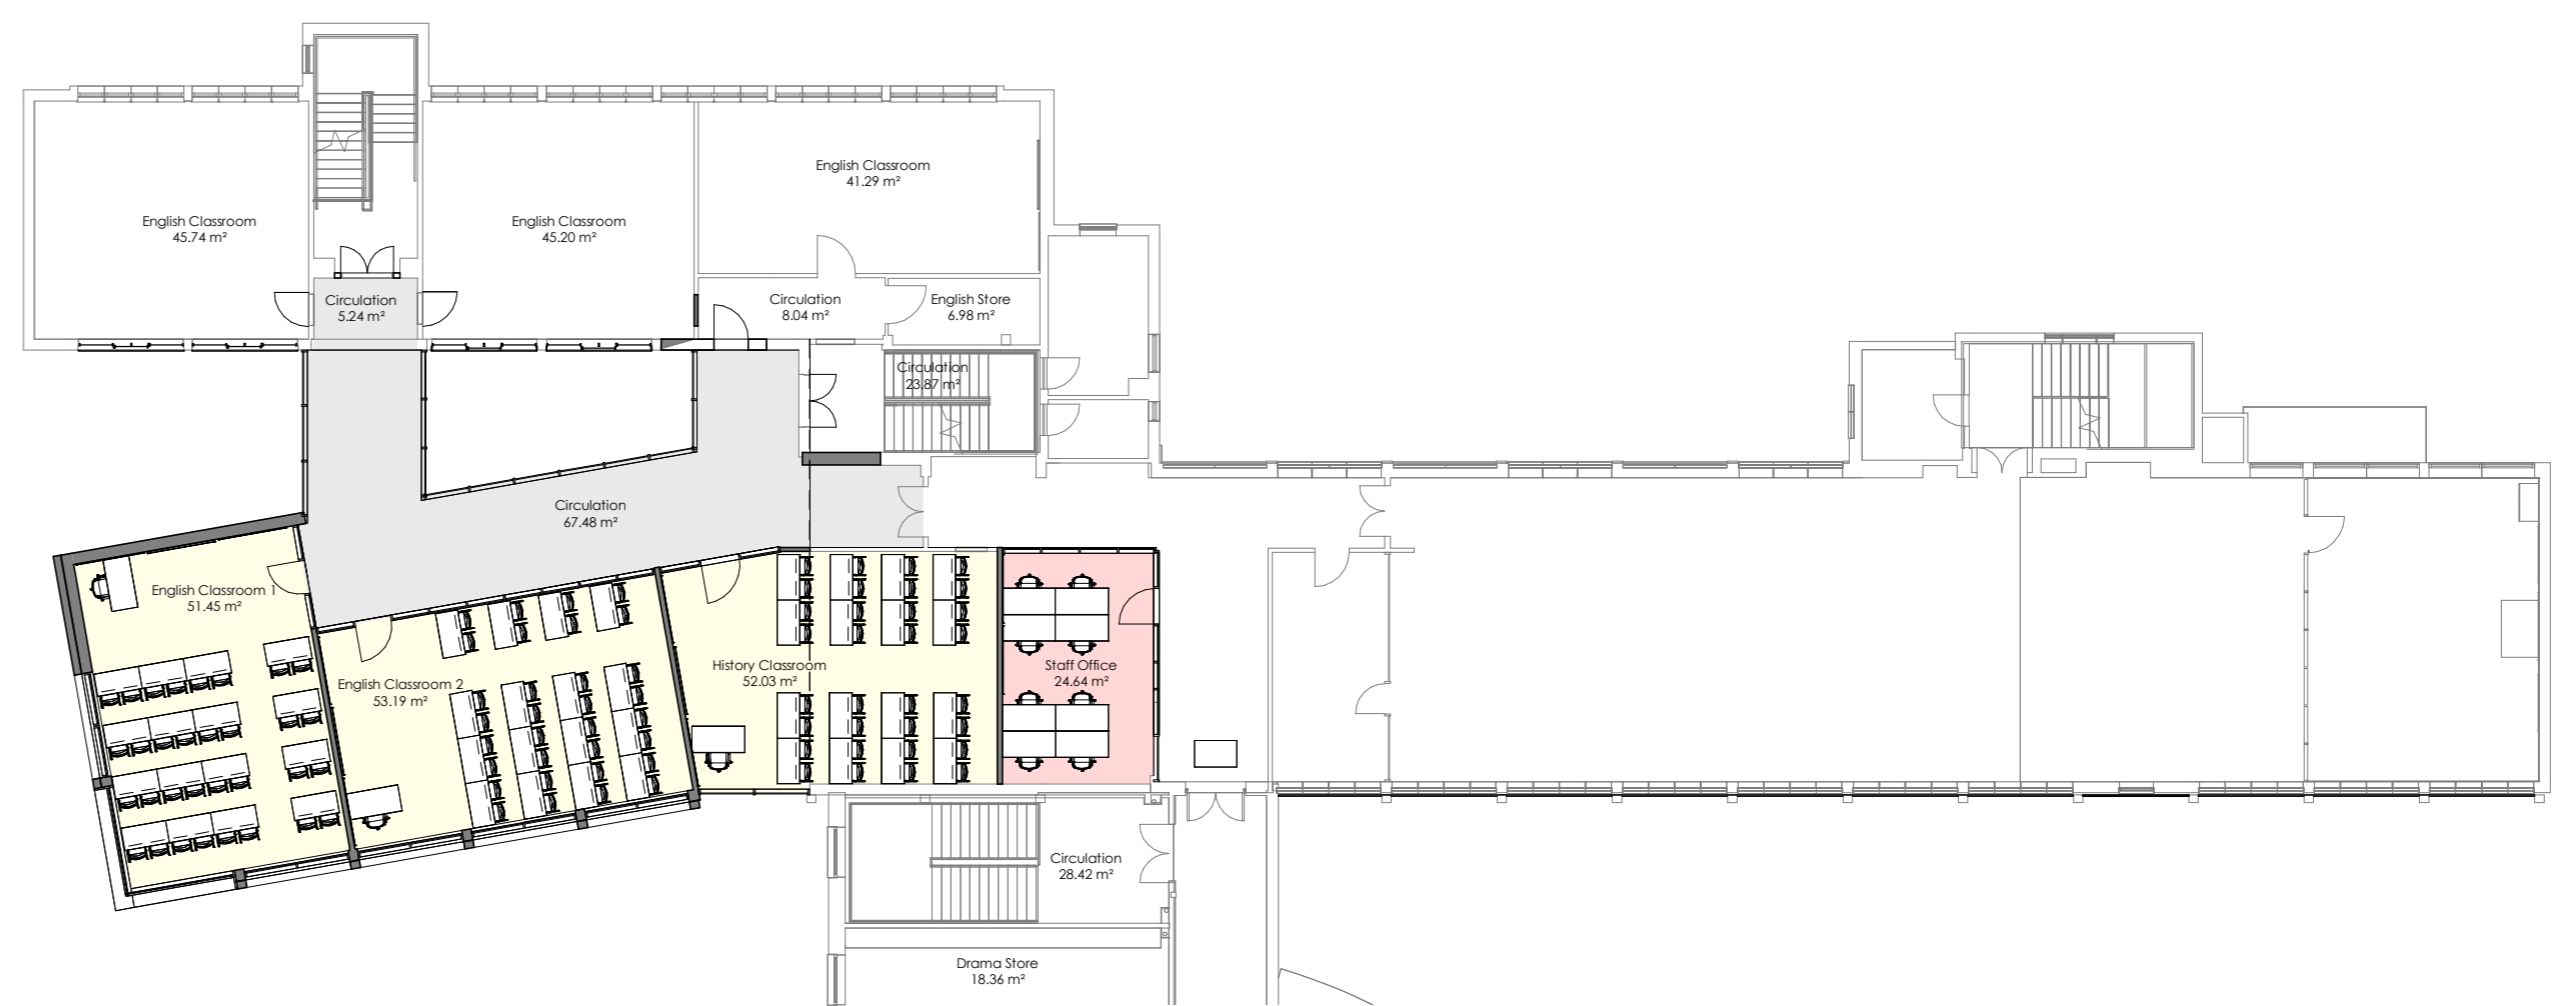 English Classroom
41.29 m²
English Classroom
45.74 m²
English Classroom
45.20 m²
Circulation
5.24 m²
Circulation
8.04 m²
English Store
6.98 m²
Circulation
23.87 m²
Circulation
67.48 m²
English Classroom 1
51.45 m²
English Classroom 2
53.19 m²
History Classroom
52.03 m²
Staff Office
24.64 m²
Circulation
28.42 m²
Drama Store
18.36 m²